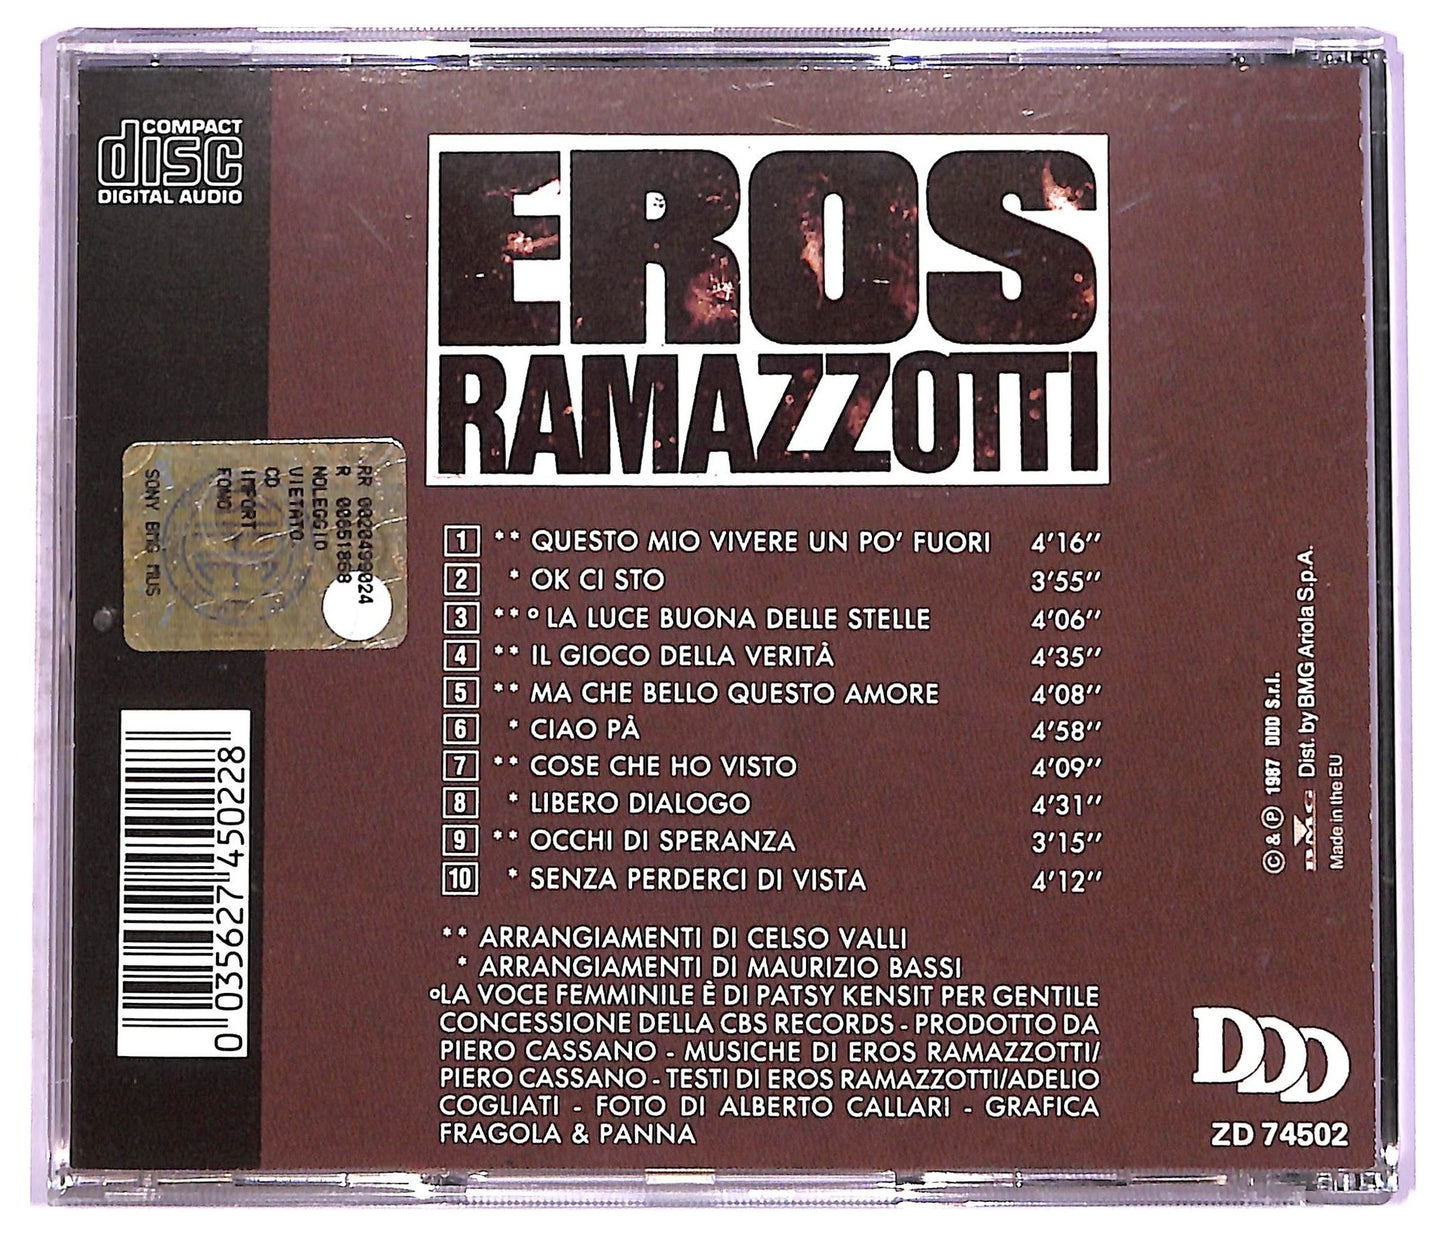 COMPACT
disc
DIGITAL AUDIO
EROS
RAMAZZOTTI
1 ** QUESTO MIO VIVERE UN PO' FUORI 4'16''
2 * OK CI STO 3'55''
3 **° LA LUCE BUONA DELLE STELLE 4'06''
4 ** IL GIOCO DELLA VERITÀ 4'35''
5 ** MA CHE BELLO QUESTO AMORE 4'08''
6 * CIAO PÀ 4'58''
7 ** COSE CHE HO VISTO 4'09''
8 * LIBERO DIALOGO 4'31''
9 ** OCCHI DI SPERANZA 3'15''
10 * SENZA PERDERCI DI VISTA 4'12''
** ARRANGIAMENTI DI CELSO VALLI
* ARRANGIAMENTI DI MAURIZIO BASSI
°LA VOCE FEMMINILE È DI PATSY KENSIT PER GENTILE
CONCESSIONE DELLA CBS RECORDS - PRODOTTO DA
PIERO CASSANO - MUSICHE DI EROS RAMAZZOTTI/
PIERO CASSANO - TESTI DI EROS RAMAZZOTTI/ADELIO
COGLIATI - FOTO DI ALBERTO CALLARI - GRAFICA
FRAGOLA & PANNA
RR 0020499024
R 00651868
NOLEGGIO
VIETATO
CD
IMPORT
FONO
SONY BMG MUS
0 035627 450228
© & ℗ 1987 DDD S.r.l.
BMG Dist. by BMG Ariola S.p.A.
Made in the EU
DDD
ZD 74502